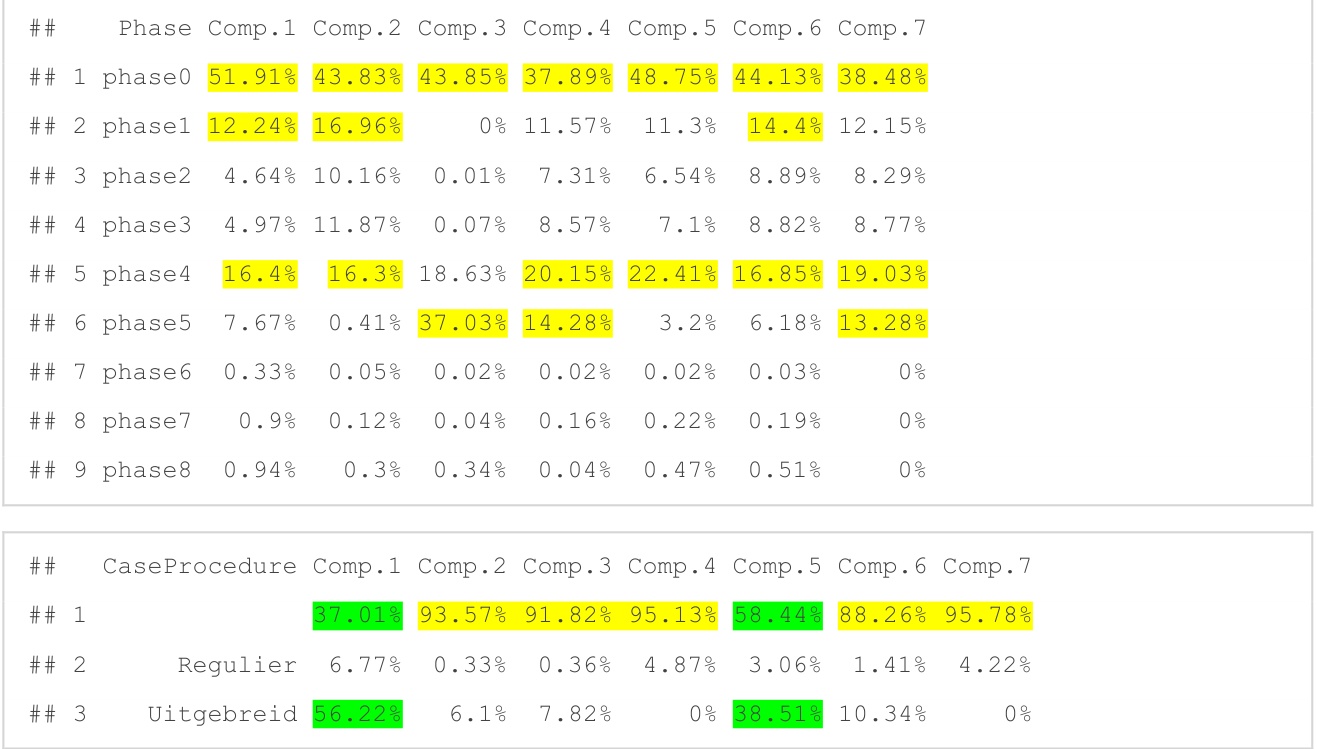 ## Phase Comp.1 Comp.2 Comp.3 Comp.4 Comp.5 Comp.6 Comp.7
## 1 phase0 51.91% 43.83% 43.85% 37.89% 48.75% 44.13% 38.48%
## 2 phase1 12.24% 16.96% 0% 11.57% 11.3% 14.4% 12.15%
## 3 phase2 4.64% 10.16% 0.01% 7.31% 6.54% 8.89% 8.29%
## 4 phase3 4.97% 11.87% 0.07% 8.57% 7.1% 8.82% 8.77%
## 5 phase4 16.4% 16.3% 18.63% 20.15% 22.41% 16.85% 19.03%
## 6 phase5 7.67% 0.41% 37.03% 14.28% 3.2% 6.18% 13.28%
## 7 phase6 0.33% 0.05% 0.02% 0.02% 0.02% 0.03% 0%
## 8 phase7 0.9% 0.12% 0.04% 0.16% 0.22% 0.19% 0%
## 9 phase8 0.94% 0.3% 0.34% 0.04% 0.47% 0.51% 0%
## CaseProcedure Comp.1 Comp.2 Comp.3 Comp.4 Comp.5 Comp.6 Comp.7
## 1 37.01% 93.57% 91.82% 95.13% 58.44% 88.26% 95.78%
## 2 Regulier 6.77% 0.33% 0.36% 4.87% 3.06% 1.41% 4.22%
## 3 Uitgebreid 56.22% 6.1% 7.82% 0% 38.51% 10.34% 0%